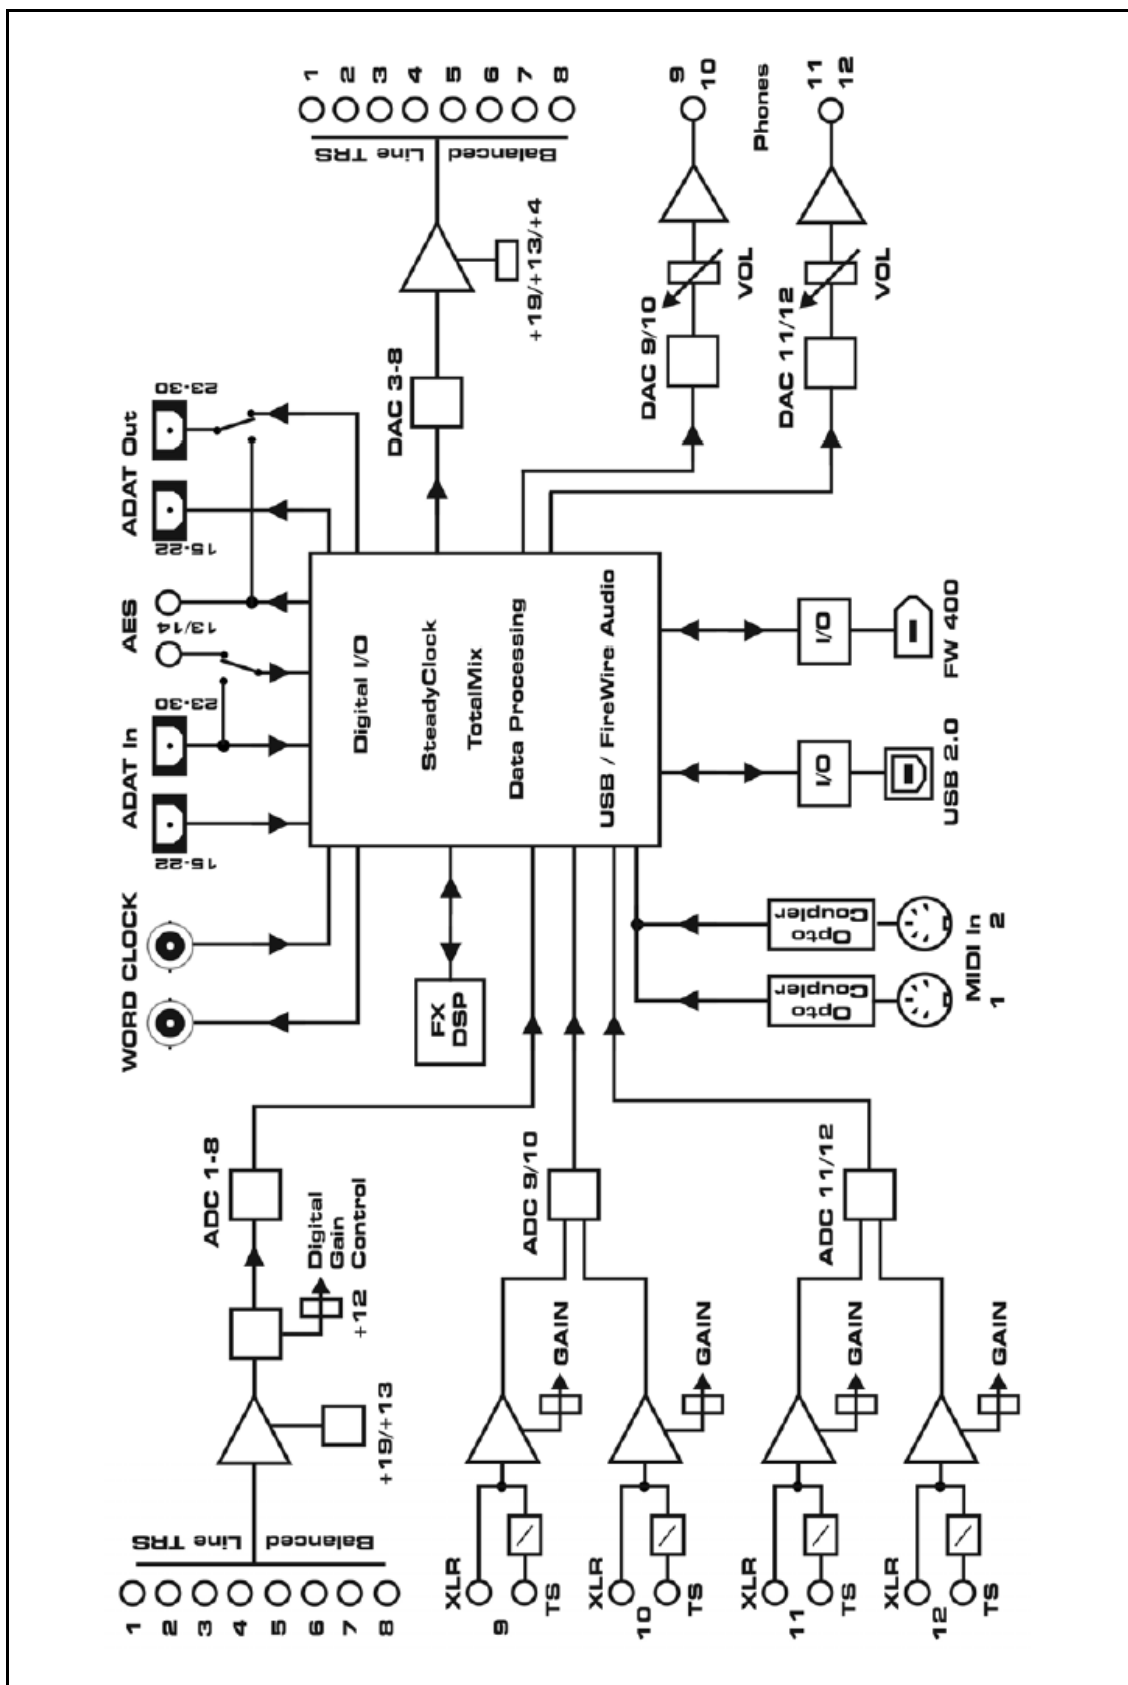 1
2
3
4
5
6
7
8
Balanced Line TRS
+19/+13
+12
Digital
Gain
Control
ADC 1-8
XLR
9
TS
GAIN
XLR
10
TS
GAIN
ADC 9/10
XLR
11
TS
GAIN
XLR
12
TS
GAIN
ADC 11/12
WORD CLOCK
FX
DSP
Opto
Coupler
Opto
Coupler
MIDI In
1
2
ADAT In
15-22
23-30
AES
13/14
ADAT Out
15-22
23-30
Digital I/O
SteadyClock
TotalMix
Data Processing
USB / FireWire Audio
I/O
USB 2.0
I/O
FW 400
DAC 3-8
+19/+13/+4
Balanced Line TRS
1
2
3
4
5
6
7
8
DAC 9/10
VOL
9
10
Phones
DAC 11/12
VOL
11
12